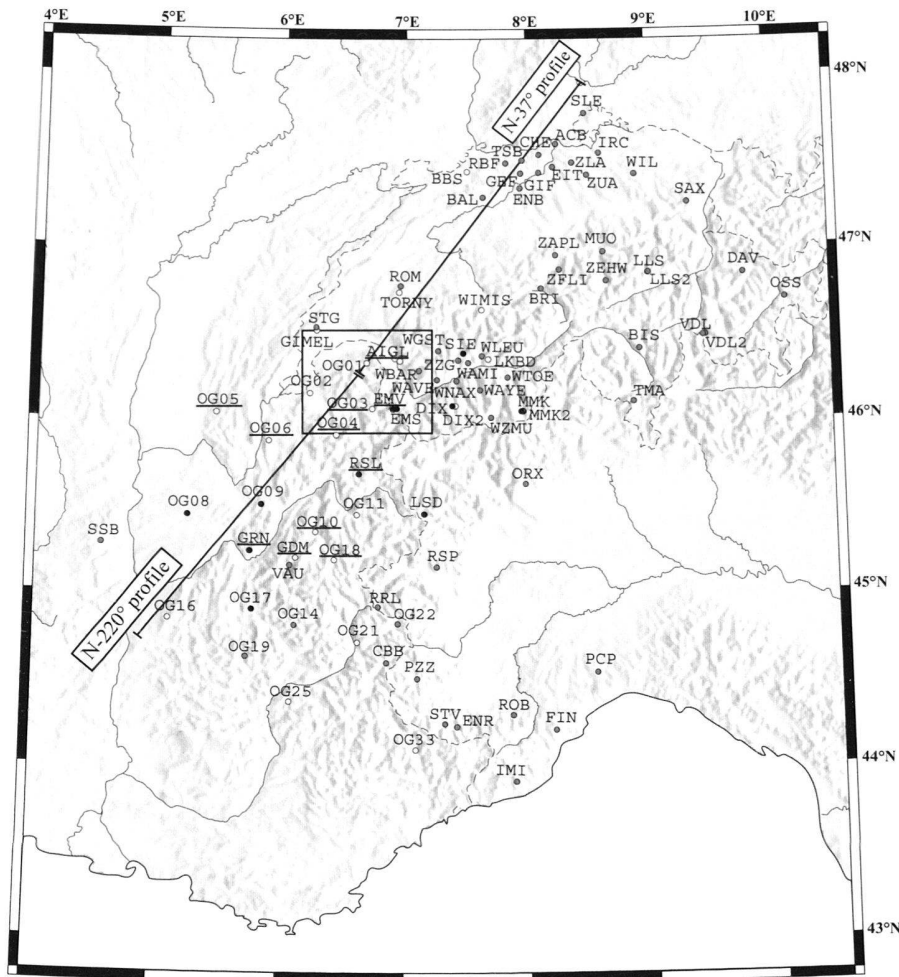 4°E 5°E 6°E 7°E 8°E 9°E 10°E
48°N
N-37° profile
SLE
CHE ACB
TSB IRC
RBF ZLA WIL
BBS GEF EIT
GIF ZUA
BAL ENB SAX
47°N
ZAPL MUO
ZEHW LLS DAV
ROM ZFLI LLS2 OSS
TORNY WIMIS BRI
STG
GIMEL WGST SIE BIS VDL
AIGL WLEU VDL2
OG01 ZZG LKBD
OG02 WBAR WAMI WTOE
WAVE WNAX WAYE TMA
OG05 OG03 EMV DIX MMK
46°N
OG04 EMS DIX2 MMK2
OG06 WZMU
RSL ORX
OG09
OG08 OG11 LSD
SSB OG10
GRN GDM OG18
VAU RSP
45°N
N-220° profile
OG16 OG17 RRL
OG14 OG22
OG19 OG21
CBB PCP
PZZ
OG25
STV ROB
ENR FIN
OG33
44°N
IMI
43°N